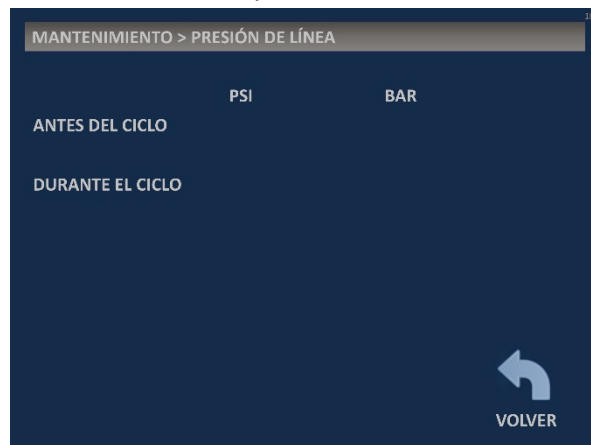 MANTENIMIENTO > PRESIÓN DE LÍNEA
PSI BAR
ANTES DEL CICLO
DURANTE EL CICLO
VOLVER